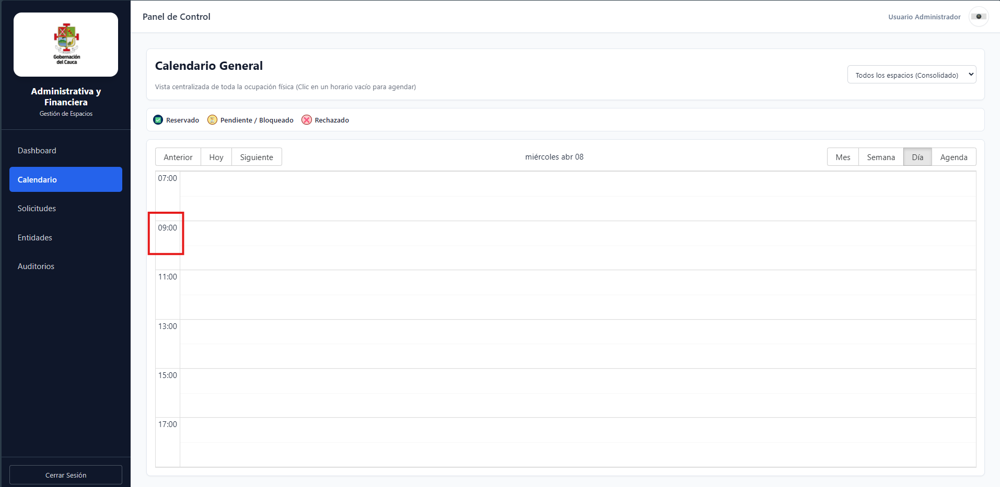 Gobernación
del Cauca
Administrativa y
Financiera
Gestión de Espacios
Dashboard
Calendario
Solicitudes
Entidades
Auditorios
Cerrar Sesión
Panel de Control
Usuario Administrador
Calendario General
Vista centralizada de toda la ocupación física (Clic en un horario vacío para agendar)
Todos los espacios (Consolidado)
Reservado
Pendiente / Bloqueado
Rechazado
Anterior
Hoy
Siguiente
miércoles abr 08
Mes
Semana
Día
Agenda
07:00
09:00
11:00
13:00
15:00
17:00